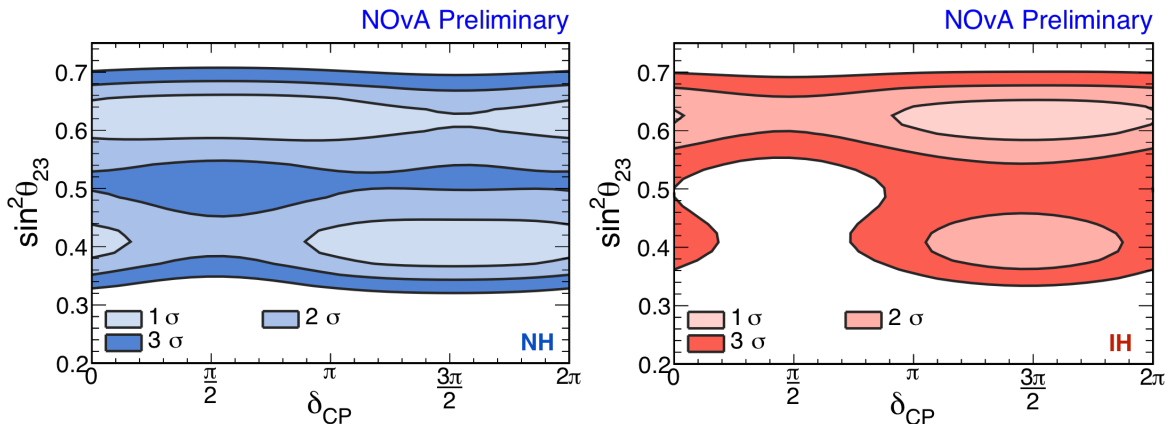 NOvA Preliminary
sin²θ₂₃
0.7
0.6
0.5
0.4
0.3
0.2
1 σ
2 σ
3 σ
NH
0
π/2
π
3π/2
2π
δCP
NOvA Preliminary
sin²θ₂₃
0.7
0.6
0.5
0.4
0.3
0.2
1 σ
2 σ
3 σ
IH
0
π/2
π
3π/2
2π
δCP